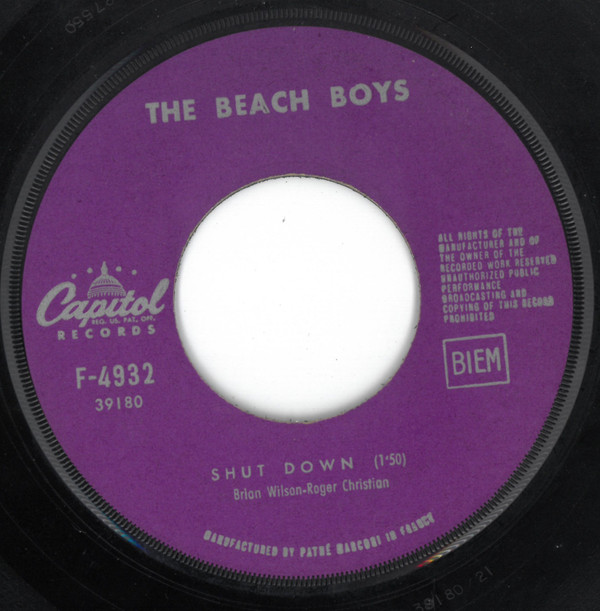 THE BEACH BOYS
Capitol
REG. U.S. PAT. OFF.
RECORDS
F-4932
39180
ALL RIGHTS OF THE
MANUFACTURER AND OF
THE OWNER OF THE
RECORDED WORK RESERVED
UNAUTHORIZED PUBLIC
PERFORMANCE
BROADCASTING AND
COPYING OF THIS RECORD
PROHIBITED
BIEM
SHUT DOWN (1'50)
Brian Wilson-Roger Christian
MANUFACTURED BY PATHÉ MARCONI IN FRANCE
39180 21